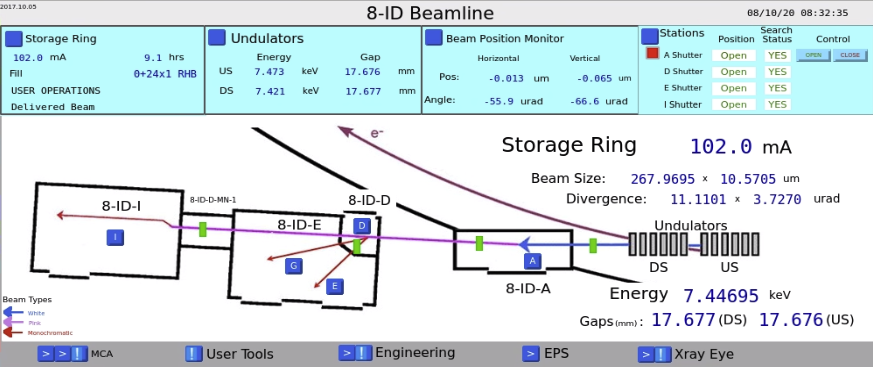 2017.10.05
8-ID Beamline
08/10/20 08:32:35
Storage Ring
102.0 mA 9.1 hrs
Fill 0+24x1 RHB
USER OPERATIONS
Delivered Beam
Undulators
Energy Gap
US 7.473 keV 17.676 mm
DS 7.421 keV 17.677 mm
Beam Position Monitor
Horizontal Vertical
Pos: -0.013 um -0.065 um
Angle: -55.9 urad -66.6 urad
Stations Position Search Status Control
A Shutter Open YES OPEN CLOSE
D Shutter Open YES
E Shutter Open YES
I Shutter Open YES
e-
Storage Ring 102.0 mA
Beam Size: 267.9695 x 10.5705 um
Divergence: 11.1101 x 3.7270 urad
Undulators
DS US
Energy 7.44695 keV
Gaps(mm): 17.677(DS) 17.676(US)
8-ID-I
I
8-ID-D-MN-1
8-ID-E
8-ID-D
D
G
E
A
8-ID-A
Beam Types
White
Pink
Monochromatic
> > ! MCA
! User Tools
> ! Engineering
> EPS
> ! Xray Eye